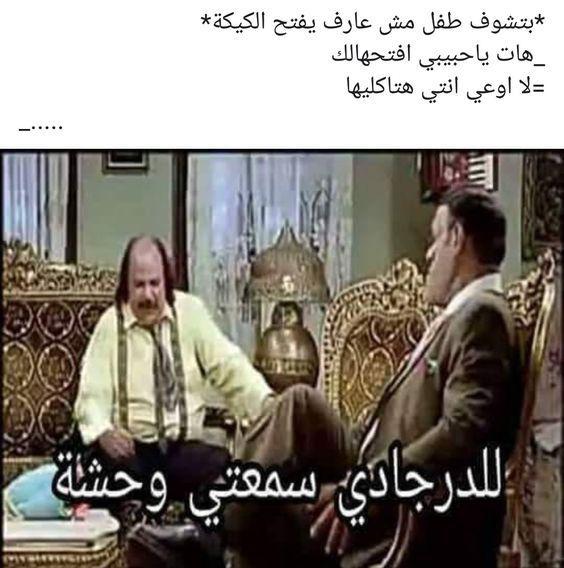 *بتشوف طفل مش عارف يفتح الكيكة*
_هات ياحبيبي افتحهالك
=لا اوعي انتي هتاكليها
_.....
للدرجادي سمعتي وحشة